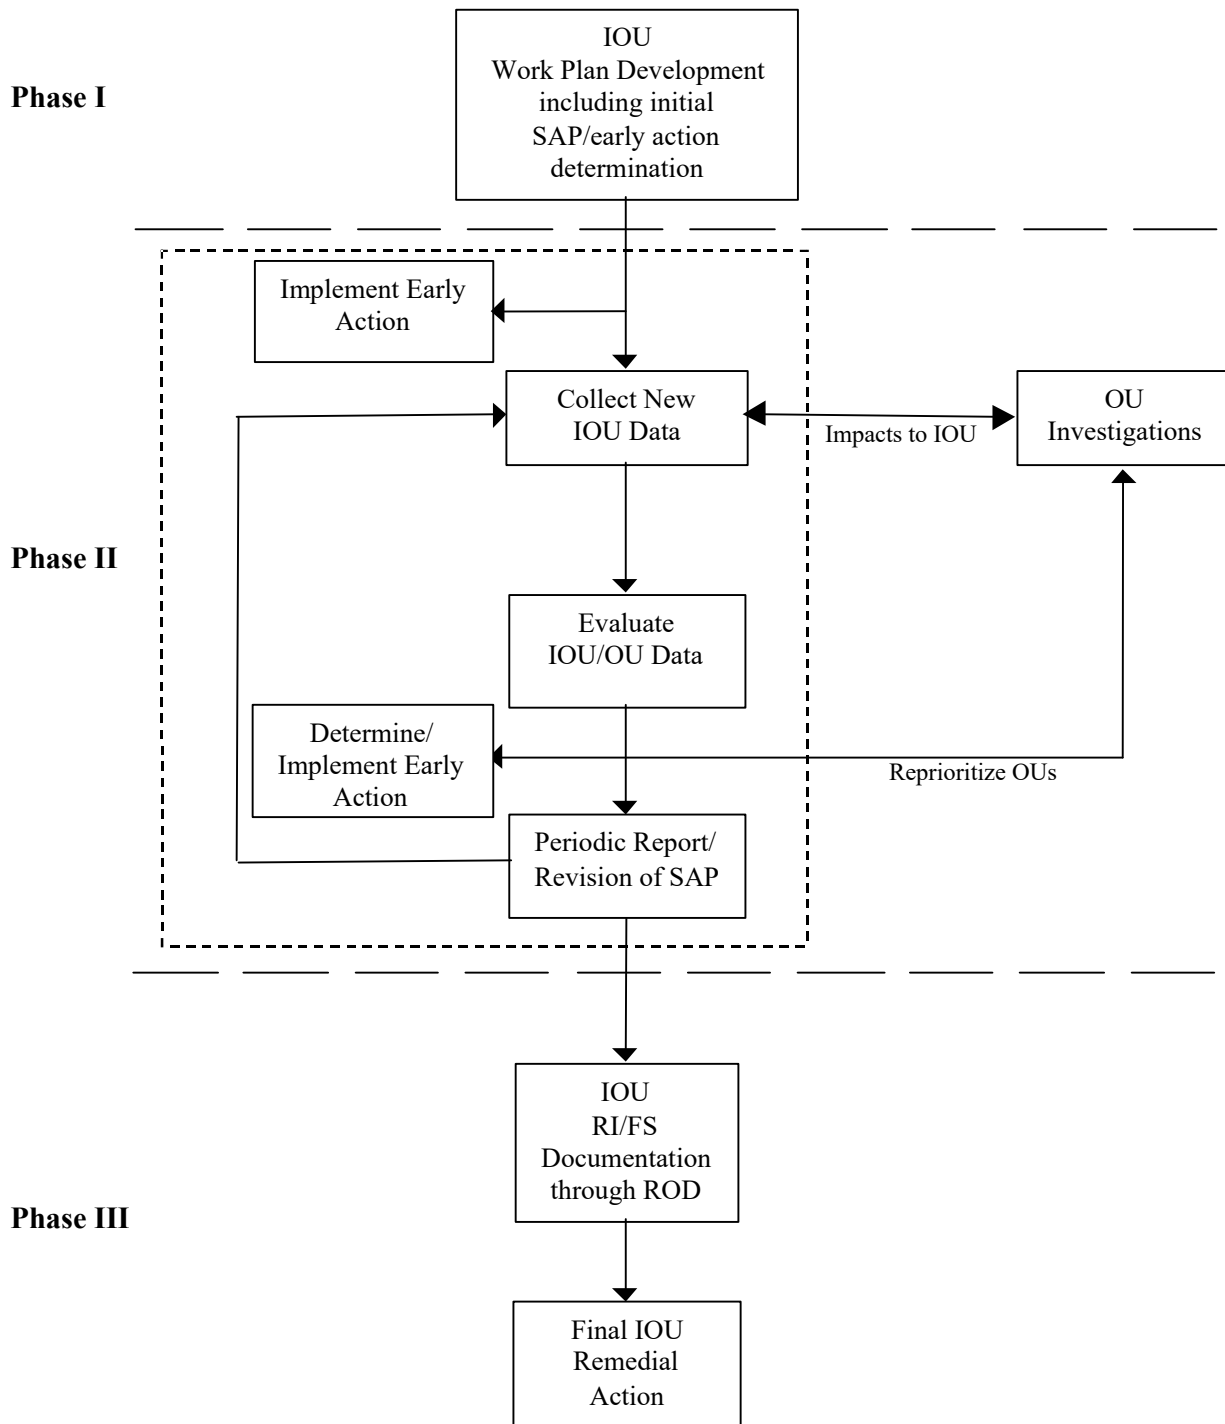 IOU
Work Plan Development
including initial
SAP/early action
determination
Phase I
Implement Early
Action
Collect New
IOU Data
Impacts to IOU
OU
Investigations
Phase II
Evaluate
IOU/OU Data
Determine/
Implement Early
Action
Reprioritize OUs
Periodic Report/
Revision of SAP
IOU
RI/FS
Documentation
through ROD
Phase III
Final IOU
Remedial
Action